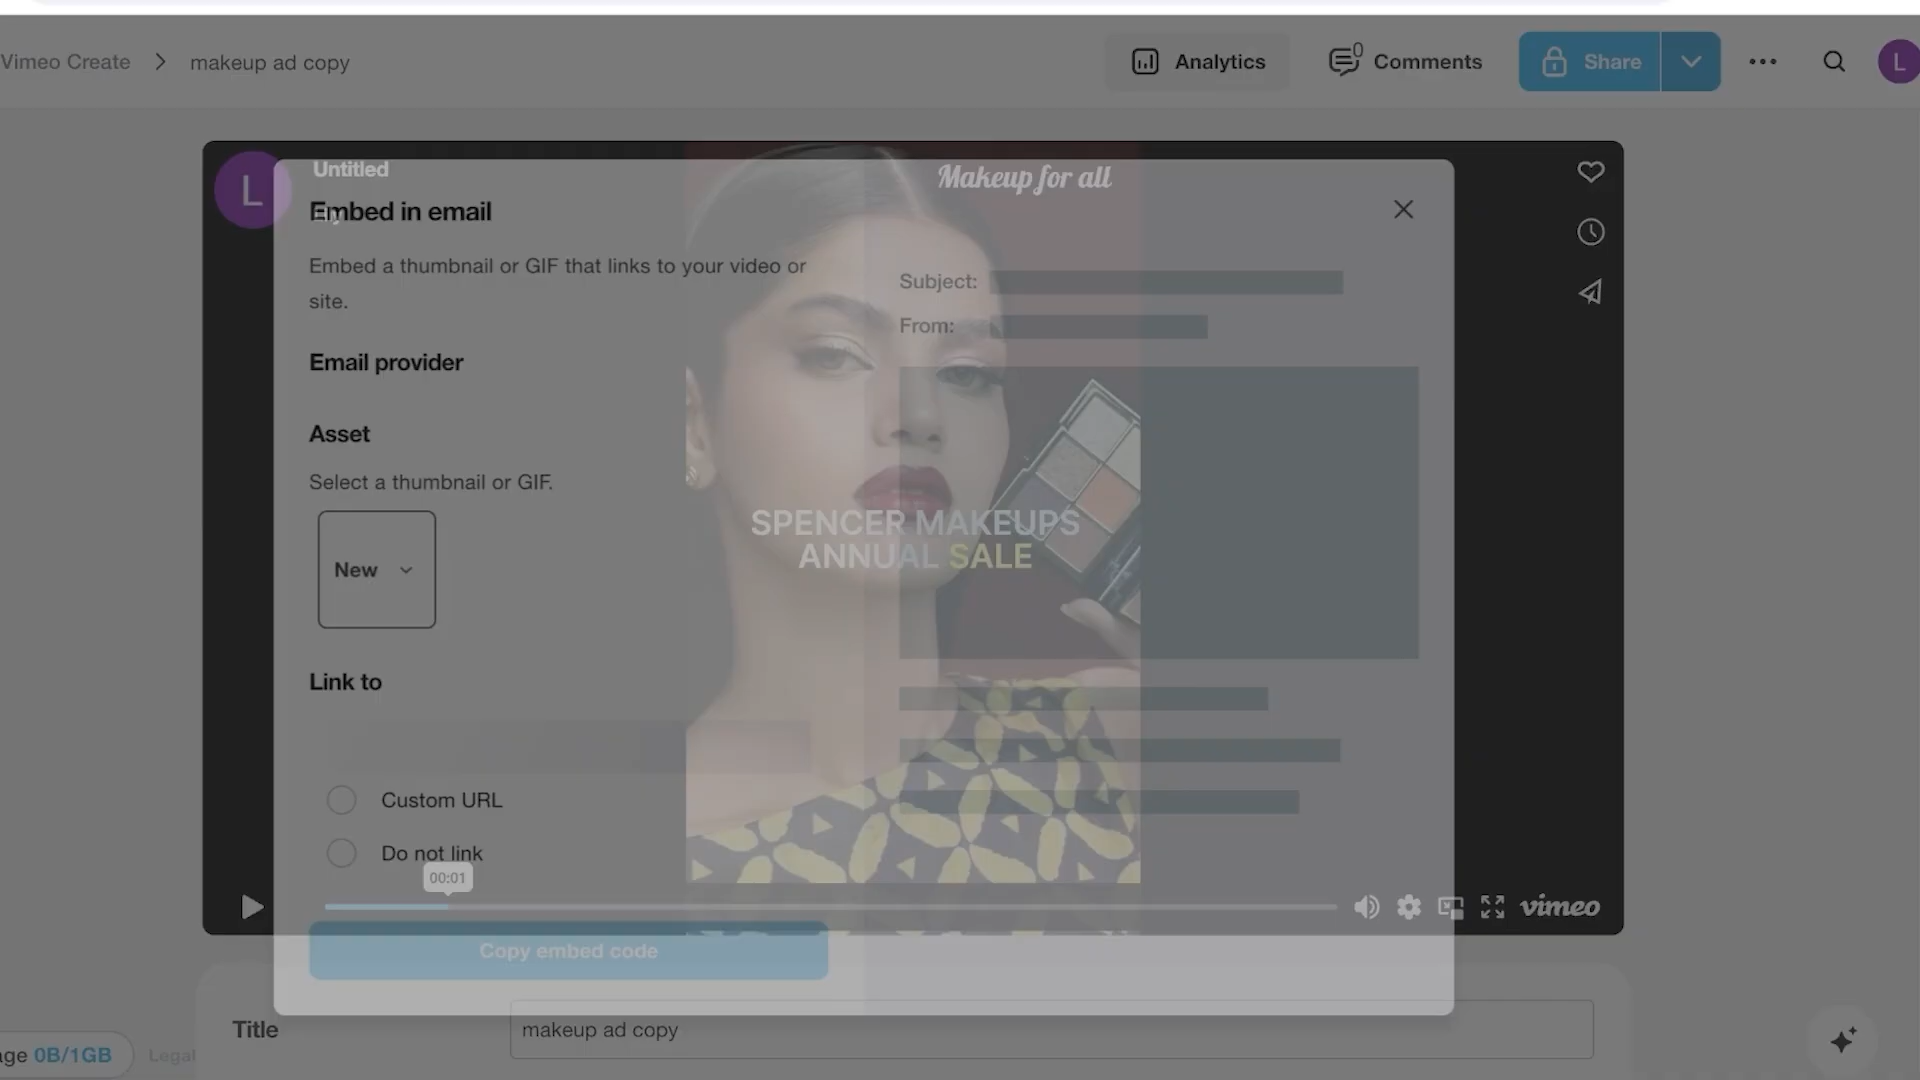 Vimeo Create
makeup ad copy
Analytics
0
Comments
Share
L
L
Untitled
Makeup for all
Embed in email
Embed a thumbnail or GIF that links to your video or
site.
Subject:
From:
Email provider
Asset
Select a thumbnail or GIF.
New
SPENCER MAKEUPS
ANNUAL SALE
Link to
Custom URL
Do not link
00:01
vimeo
Copy embed code
Title
makeup ad copy
0B/1GB
Legal